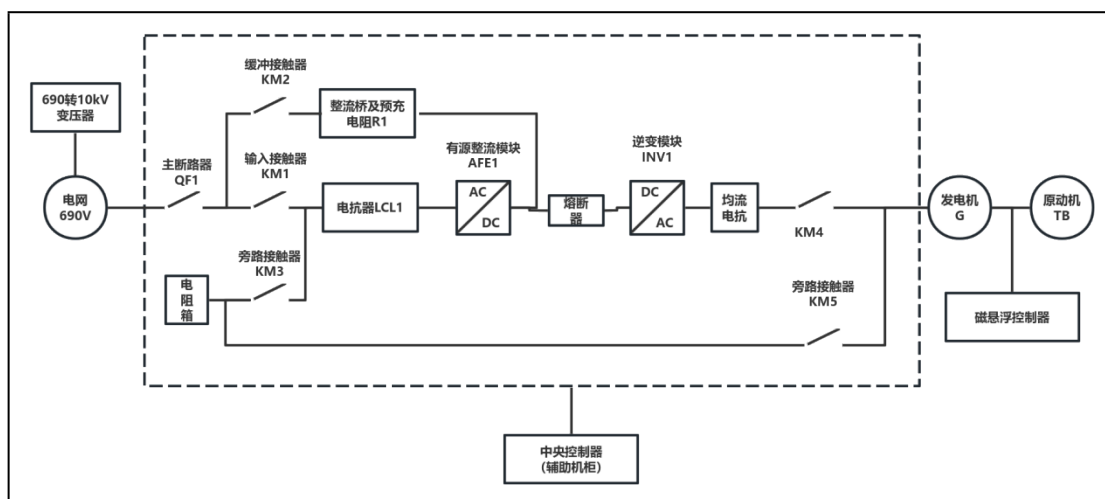 690转10kV
变压器
电网
690V
主断路器
QF1
缓冲接触器
KM2
整流桥及预充
电阻R1
输入接触器
KM1
电抗器LCL1
有源整流模块
AFE1
AC
DC
熔断
器
逆变模块
INV1
DC
AC
均流
电抗
KM4
发电机
G
原动机
TB
电
阻
箱
旁路接触器
KM3
旁路接触器
KM5
磁悬浮控制器
中央控制器
(辅助机柜)